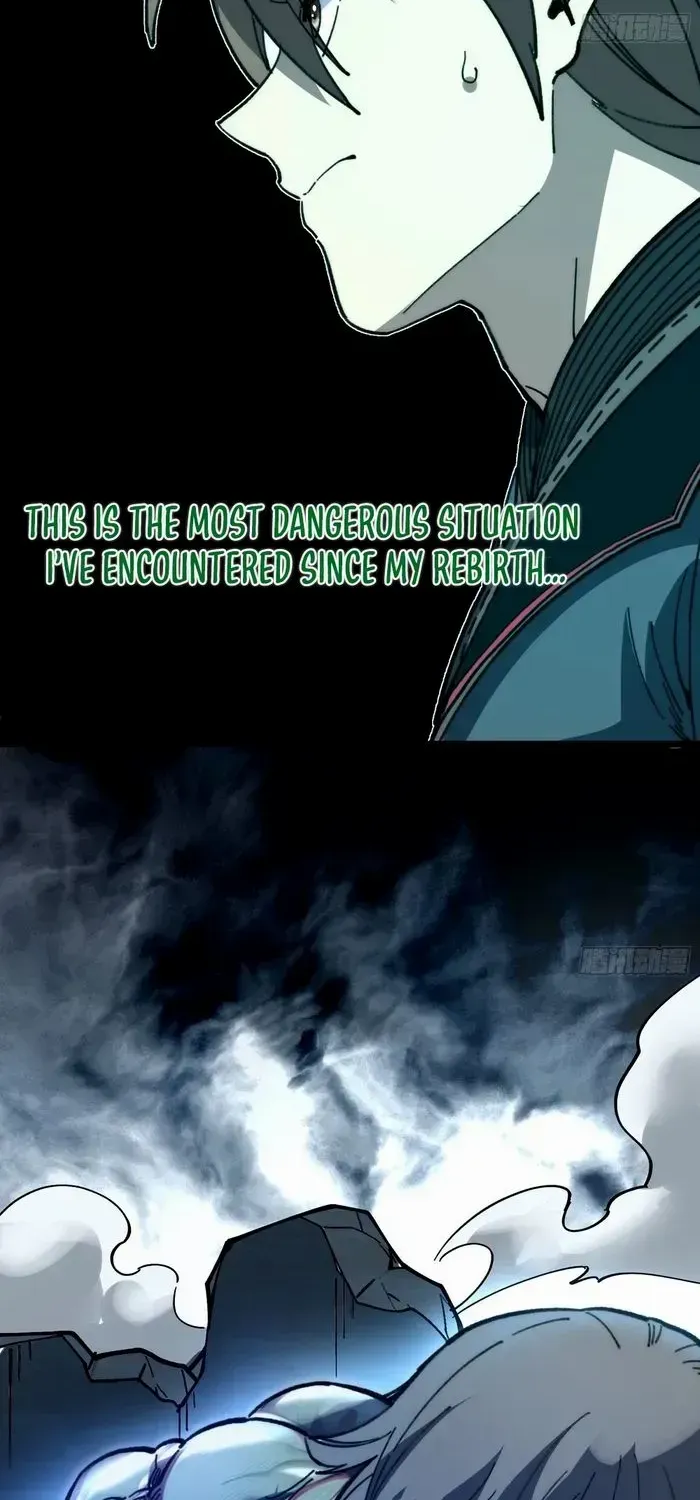 THIS IS THE MOST DANGEROUS SITUATION
I'VE ENCOUNTERED SINCE MY REBIRTH...